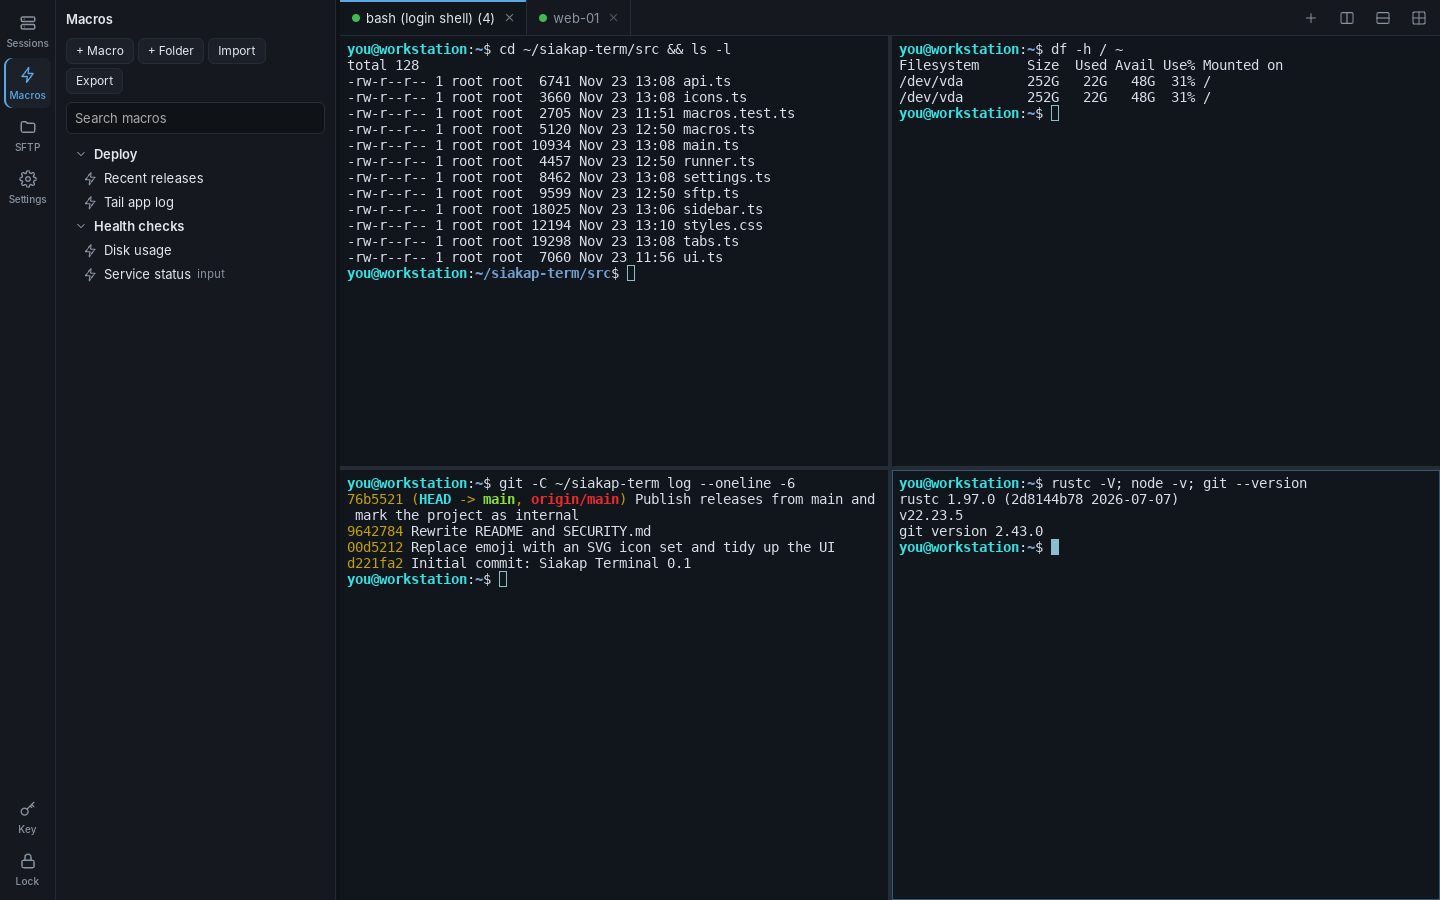 Sessions
Macros
SFTP
Settings
Key
Lock
Macros
+ Macro
+ Folder
Import
Export
Search macros
Deploy
Recent releases
Tail app log
Health checks
Disk usage
Service status input
bash (login shell) (4)
web-01
you@workstation:~$ cd ~/siakap-term/src && ls -l
total 128
-rw-r--r-- 1 root root  6741 Nov 23 13:08 api.ts
-rw-r--r-- 1 root root  3660 Nov 23 13:08 icons.ts
-rw-r--r-- 1 root root  2705 Nov 23 11:51 macros.test.ts
-rw-r--r-- 1 root root  5120 Nov 23 12:50 macros.ts
-rw-r--r-- 1 root root 10934 Nov 23 13:08 main.ts
-rw-r--r-- 1 root root  4457 Nov 23 12:50 runner.ts
-rw-r--r-- 1 root root  8462 Nov 23 13:08 settings.ts
-rw-r--r-- 1 root root  9599 Nov 23 12:50 sftp.ts
-rw-r--r-- 1 root root 18025 Nov 23 13:06 sidebar.ts
-rw-r--r-- 1 root root 12194 Nov 23 13:10 styles.css
-rw-r--r-- 1 root root 19298 Nov 23 13:08 tabs.ts
-rw-r--r-- 1 root root  7060 Nov 23 11:56 ui.ts
you@workstation:~/siakap-term/src$
you@workstation:~$ df -h / ~
Filesystem      Size  Used Avail Use% Mounted on
/dev/vda        252G   22G   48G  31% /
/dev/vda        252G   22G   48G  31% /
you@workstation:~$
you@workstation:~$ git -C ~/siakap-term log --oneline -6
76b5521 (HEAD -> main, origin/main) Publish releases from main and
mark the project as internal
9642784 Rewrite README and SECURITY.md
00d5212 Replace emoji with an SVG icon set and tidy up the UI
d221fa2 Initial commit: Siakap Terminal 0.1
you@workstation:~$
you@workstation:~$ rustc -V; node -v; git --version
rustc 1.97.0 (2d8144b78 2026-07-07)
v22.23.5
git version 2.43.0
you@workstation:~$